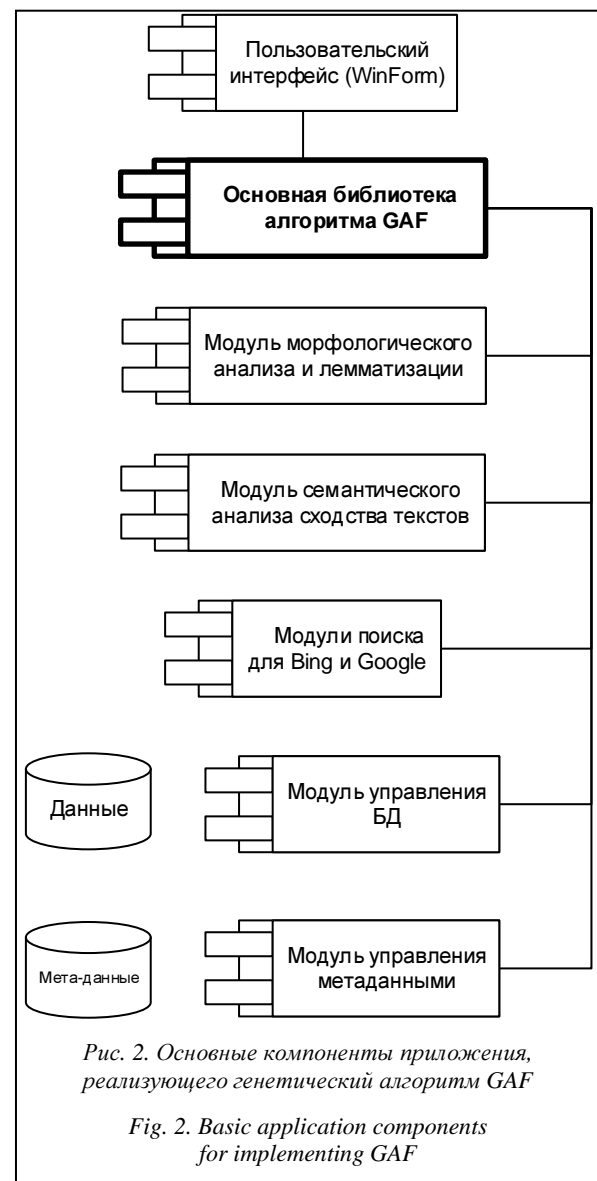 Пользовательский
интерфейс (WinForm)
Основная библиотека
алгоритма GAF
Модуль морфологического
анализа и лемматизации
Модуль семантического
анализа сходства текстов
Модули поиска
для Bing и Google
Данные
Модуль управления
БД
Мета-данные
Модуль управления
метаданными
Рис. 2. Основные компоненты приложения,
реализующего генетический алгоритм GAF
Fig. 2. Basic application components
for implementing GAF